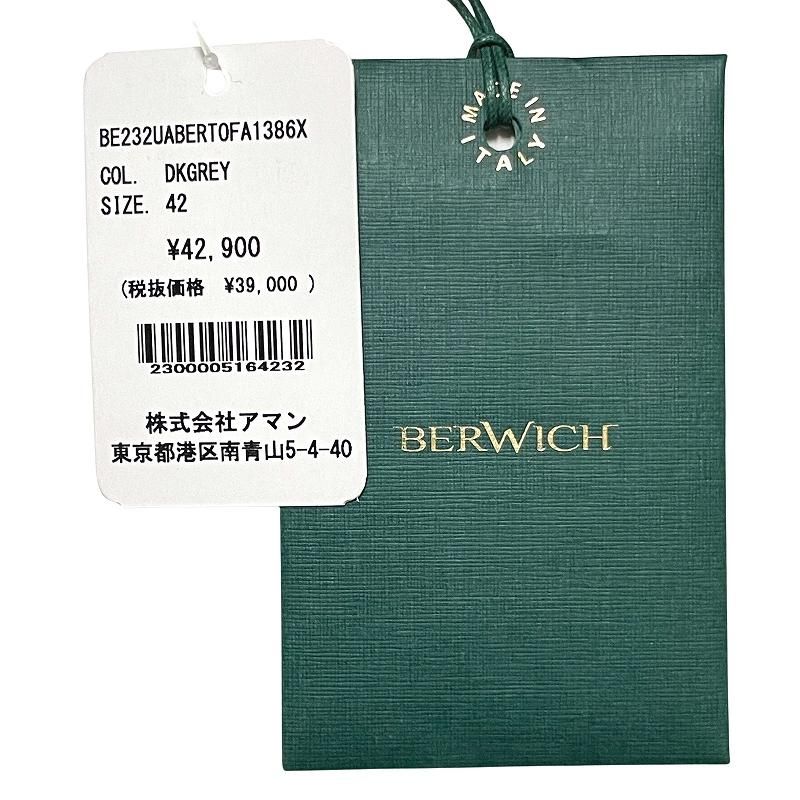 BE232UABERTOFA1386X
COL. DKGREY
SIZE. 42
¥42,900
(税抜価格 ¥39,000 )
2300005164232
株式会社アマン
東京都港区南青山5-4-40
MADE IN ITALY
BERWICH